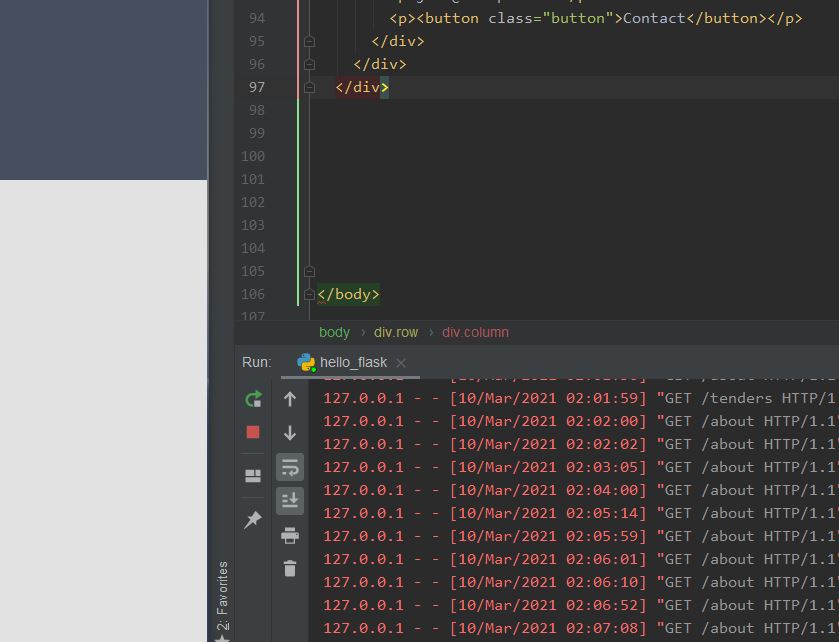 94 <p><button class="button">Contact</button></p>
95 </div>
96 </div>
97 </div>
98
99
100
101
102
103
104
105
106 </body>
107
body › div.row › div.column
Run: hello_flask
127.0.0.1 - - [10/Mar/2021 02:01:59] "GET /tenders HTTP/1
127.0.0.1 - - [10/Mar/2021 02:02:00] "GET /about HTTP/1.1"
127.0.0.1 - - [10/Mar/2021 02:02:02] "GET /about HTTP/1.1"
127.0.0.1 - - [10/Mar/2021 02:03:05] "GET /about HTTP/1.1"
127.0.0.1 - - [10/Mar/2021 02:04:00] "GET /about HTTP/1.1"
127.0.0.1 - - [10/Mar/2021 02:05:14] "GET /about HTTP/1.1"
127.0.0.1 - - [10/Mar/2021 02:05:59] "GET /about HTTP/1.1"
127.0.0.1 - - [10/Mar/2021 02:06:01] "GET /about HTTP/1.1"
127.0.0.1 - - [10/Mar/2021 02:06:10] "GET /about HTTP/1.1"
127.0.0.1 - - [10/Mar/2021 02:06:52] "GET /about HTTP/1.1"
127.0.0.1 - - [10/Mar/2021 02:07:08] "GET /about HTTP/1.1"
2: Favorites